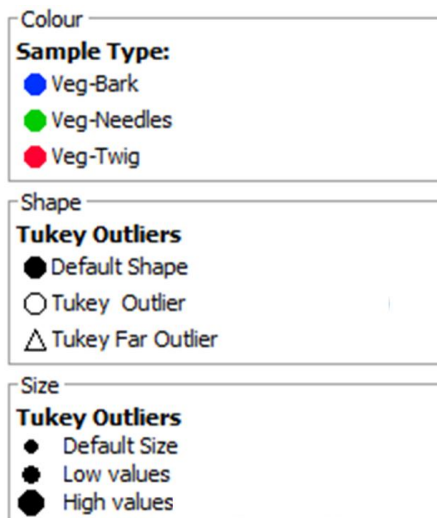 Colour
Sample Type:
Veg-Bark
Veg-Needles
Veg-Twig
Shape
Tukey Outliers
Default Shape
Tukey Outlier
Tukey Far Outlier
Size
Tukey Outliers
Default Size
Low values
High values